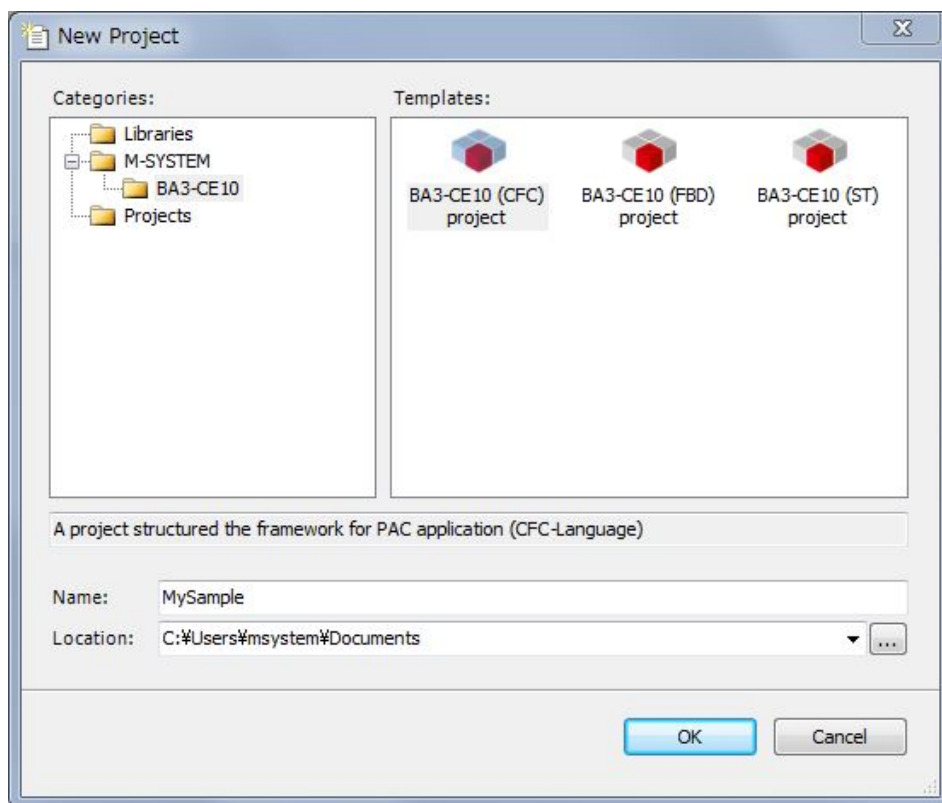 New Project
Categories:
Templates:
Libraries
M-SYSTEM
BA3-CE10
Projects
BA3-CE10 (CFC)
project
BA3-CE10 (FBD)
project
BA3-CE10 (ST)
project
A project structured the framework for PAC application (CFC-Language)
Name: MySample
Location: C:¥Users¥msystem¥Documents
...
OK Cancel